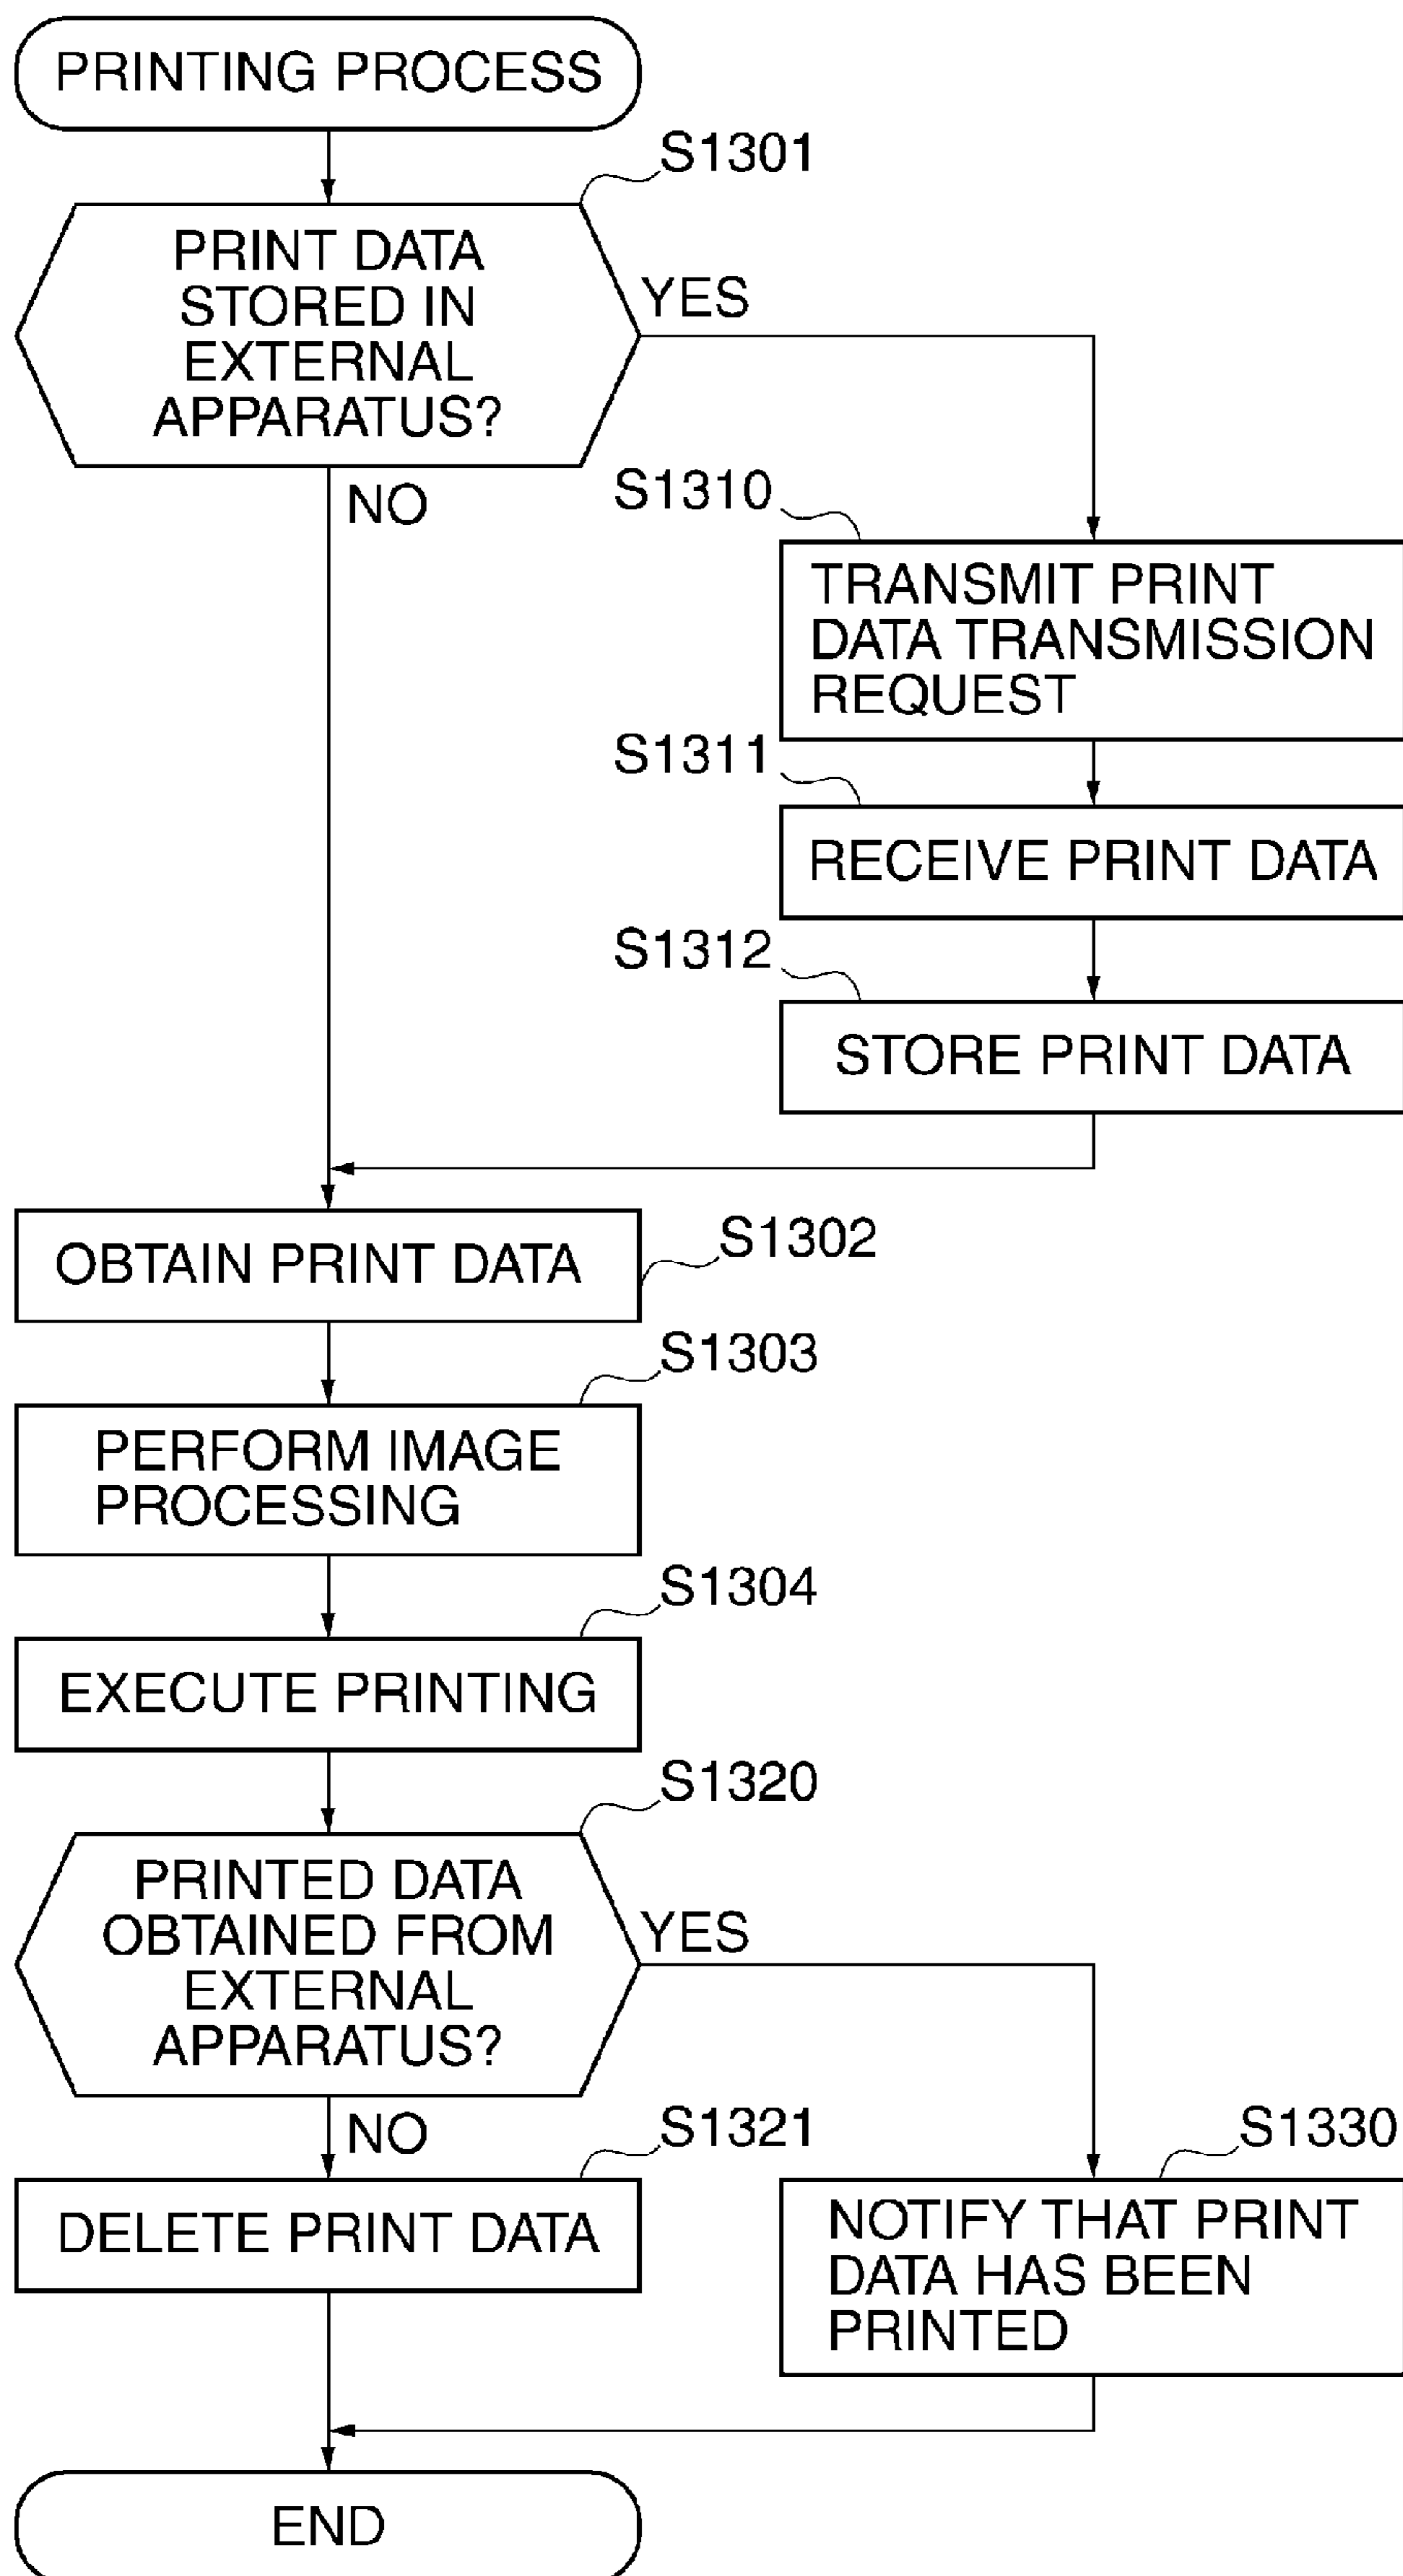 PRINTING PROCESS
S1301
PRINT DATA
STORED IN
EXTERNAL
APPARATUS?
YES
NO
S1310
TRANSMIT PRINT
DATA TRANSMISSION
REQUEST
S1311
RECEIVE PRINT DATA
S1312
STORE PRINT DATA
S1302
OBTAIN PRINT DATA
S1303
PERFORM IMAGE
PROCESSING
S1304
EXECUTE PRINTING
S1320
PRINTED DATA
OBTAINED FROM
EXTERNAL
APPARATUS?
YES
NO
S1321
DELETE PRINT DATA
S1330
NOTIFY THAT PRINT
DATA HAS BEEN
PRINTED
END